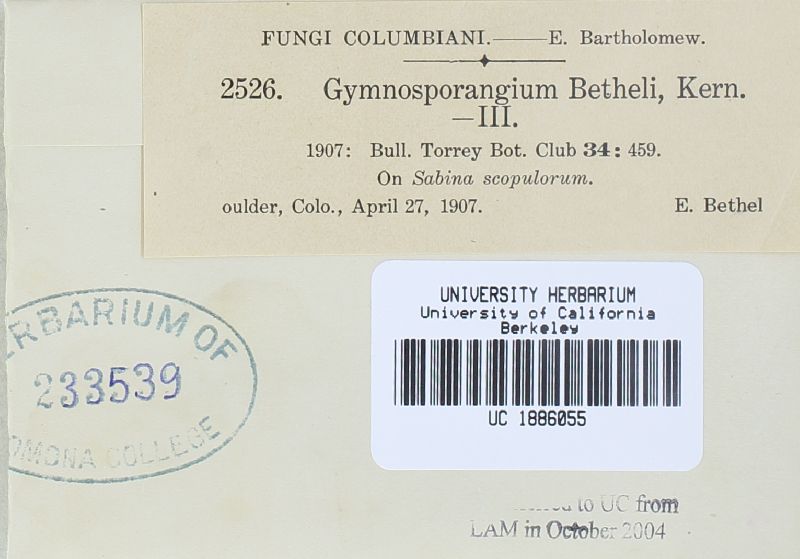 FUNGI COLUMBIANI.——E. Bartholomew.
2526. Gymnosporangium Betheli, Kern.
—III.
1907: Bull. Torrey Bot. Club 34: 459.
On Sabina scopulorum.
oulder, Colo., April 27, 1907. E. Bethel
ERBARIUM OF
233539
OMONA COLLEGE
UNIVERSITY HERBARIUM
University of California
Berkeley
UC 1886055
to UC from
LAM in October 2004